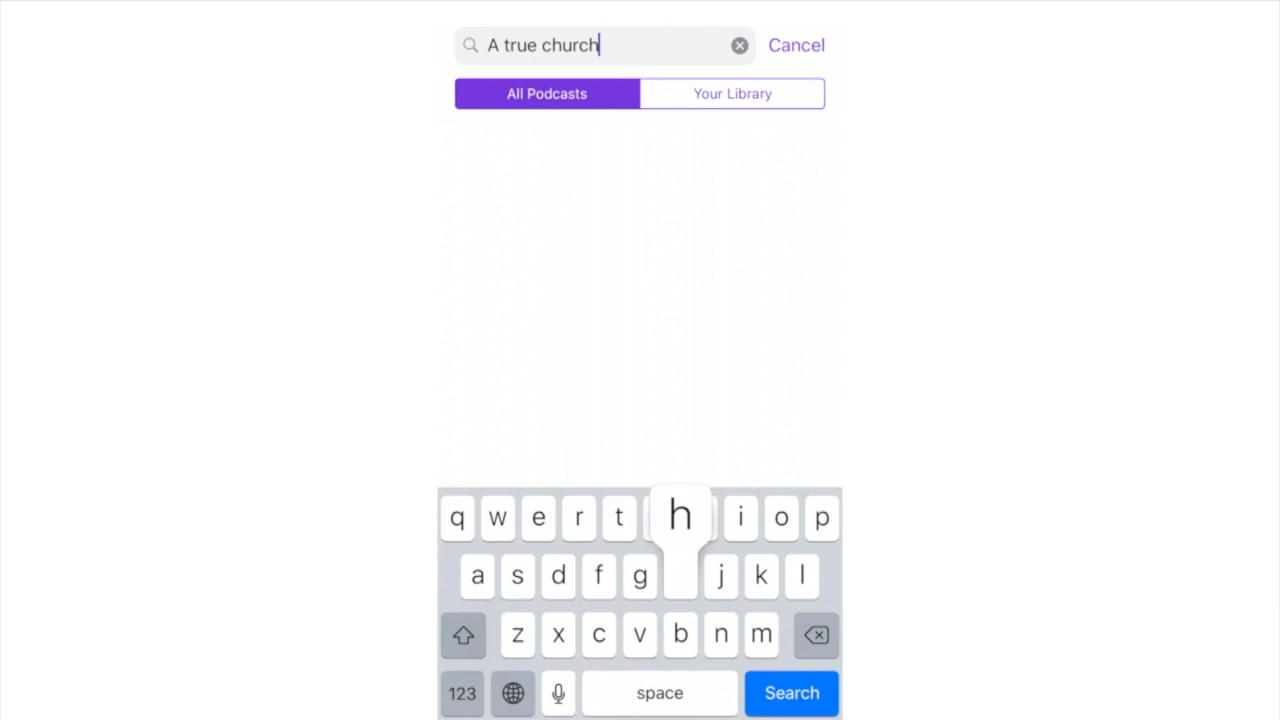 A true church
Cancel
All Podcasts
Your Library
q w e r t h i o p
a s d f g j k l
z x c v b n m
123 space Search